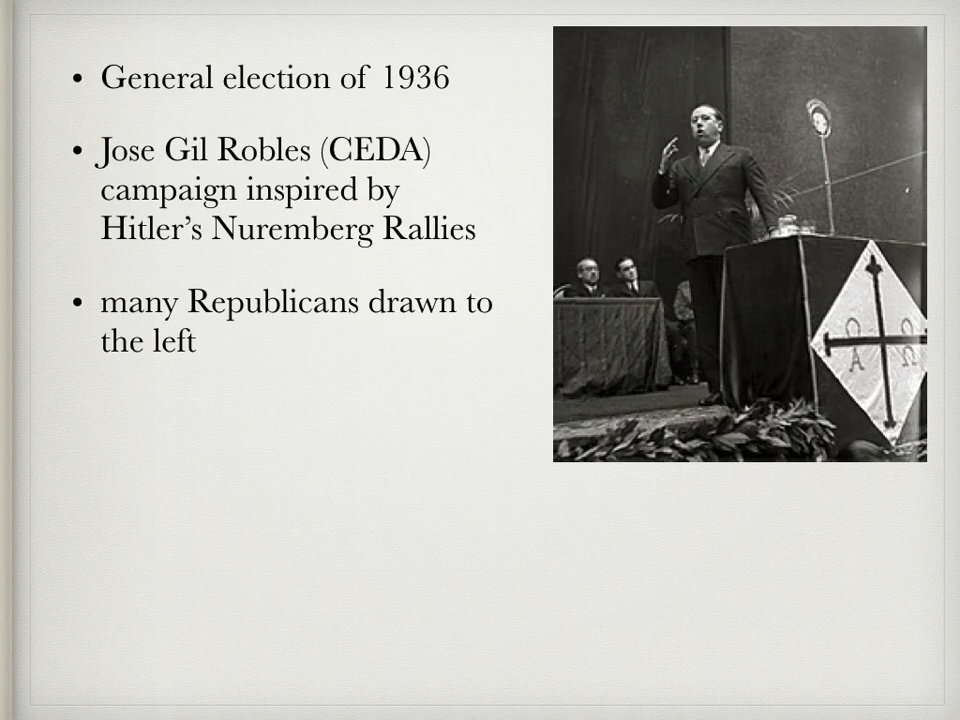 • General election of 1936
• Jose Gil Robles (CEDA)
campaign inspired by
Hitler’s Nuremberg Rallies
• many Republicans drawn to
the left
Ω Ω
A Ω